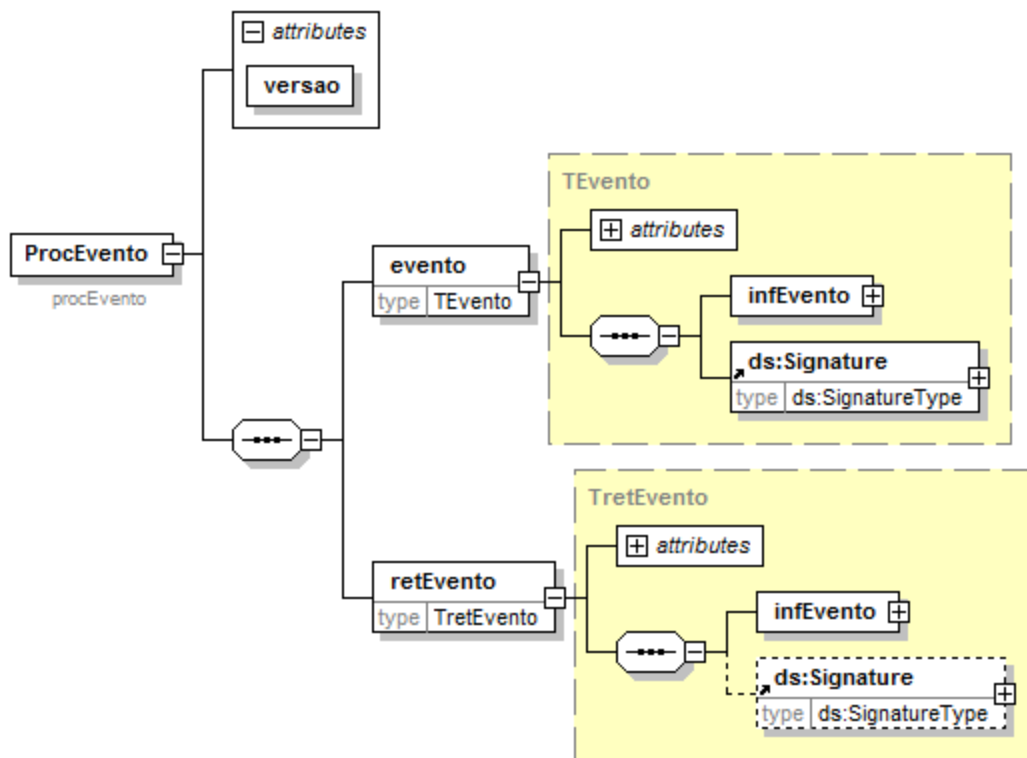 attributes
versao
ProcEvento
procEvento
evento
type TEvento
TEvento
attributes
infEvento
ds:Signature
type ds:SignatureType
retEvento
type TretEvento
TretEvento
attributes
infEvento
ds:Signature
type ds:SignatureType